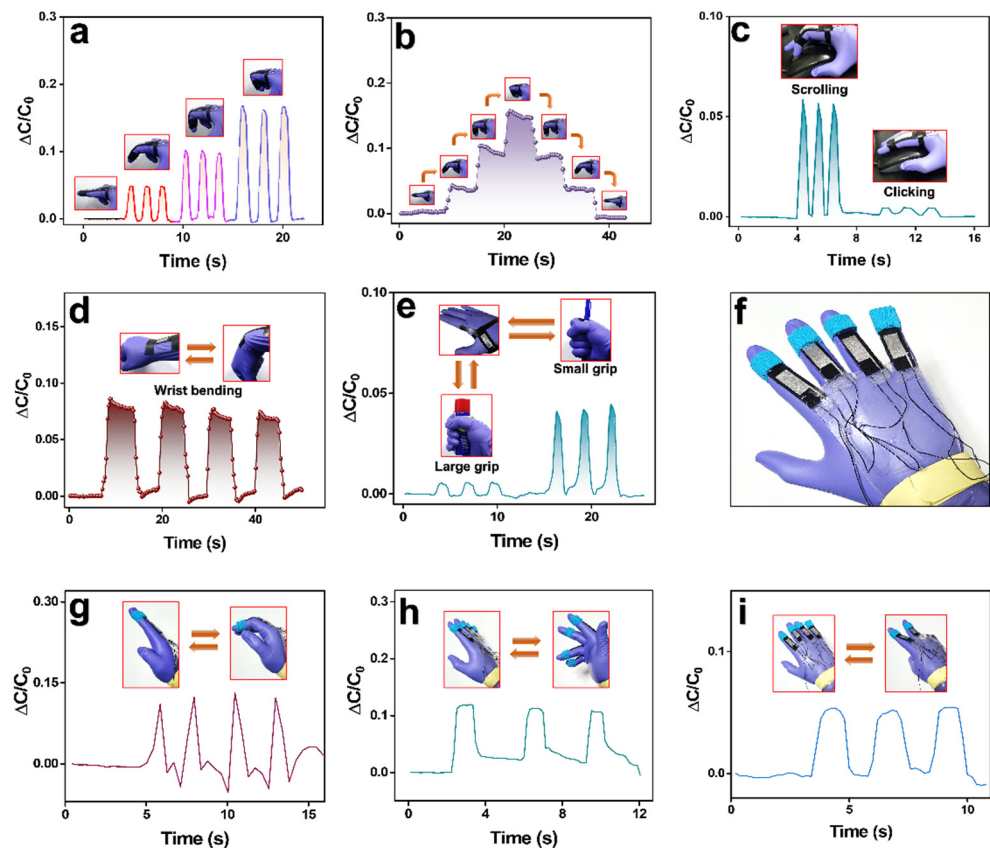 a
ΔC/C₀
0.3
0.2
0.1
0.0
0
10
20
Time (s)
b
ΔC/C₀
0.3
0.2
0.1
0.0
0
20
40
Time (s)
c
ΔC/C₀
0.10
0.05
0.00
Scrolling
Clicking
0
4
8
12
16
Time (s)
d
ΔC/C₀
0.15
0.10
0.05
0.00
Wrist bending
0
20
40
Time (s)
e
ΔC/C₀
0.10
0.05
0.00
Small grip
Large grip
0
10
20
Time (s)
f
g
ΔC/C₀
0.30
0.15
0.00
0
5
10
15
Time (s)
h
ΔC/C₀
0.3
0.2
0.1
0.0
0
4
8
12
Time (s)
i
ΔC/C₀
0.1
0.0
0
5
10
Time (s)